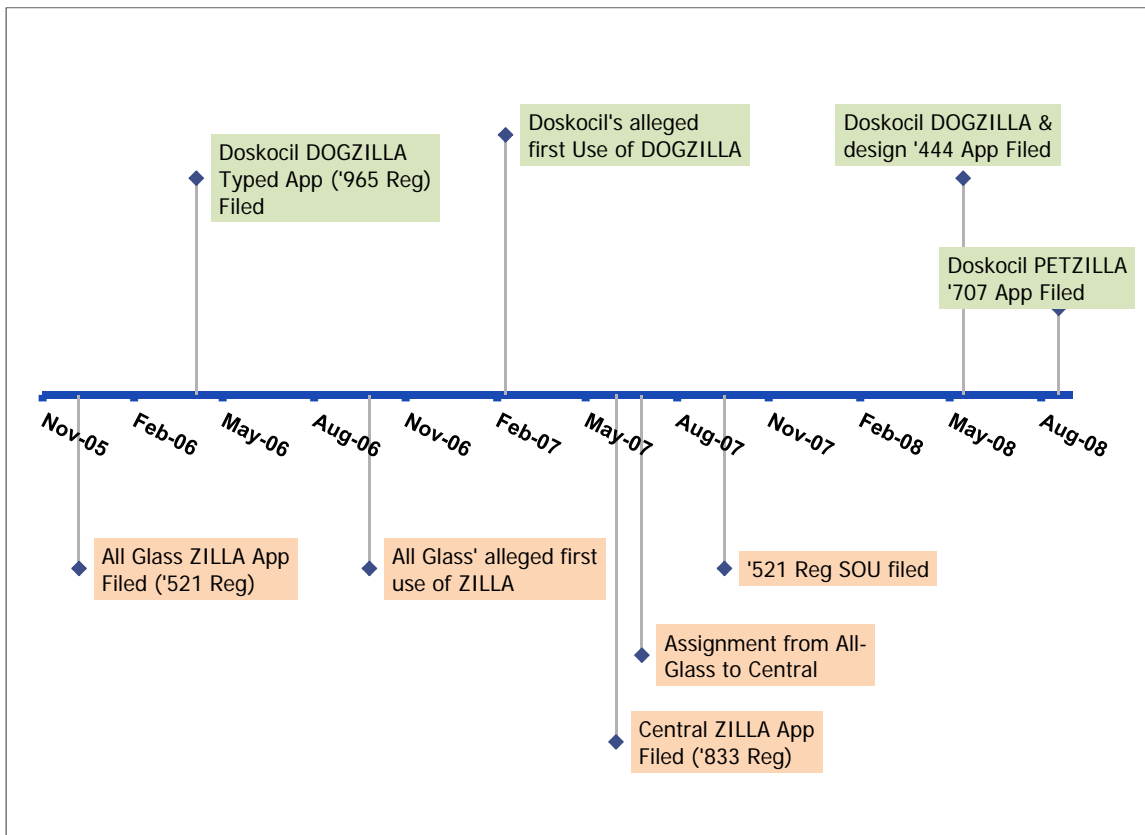 Doskocil DOGZILLA
Typed App ('965 Reg)
Filed
Doskocil's alleged
first Use of DOGZILLA
Doskocil DOGZILLA &
design '444 App Filed
Doskocil PETZILLA
'707 App Filed
Nov-05
Feb-06
May-06
Aug-06
Nov-06
Feb-07
May-07
Aug-07
Nov-07
Feb-08
May-08
Aug-08
All Glass ZILLA App
Filed ('521 Reg)
All Glass' alleged first
use of ZILLA
'521 Reg SOU filed
Assignment from All-
Glass to Central
Central ZILLA App
Filed ('833 Reg)